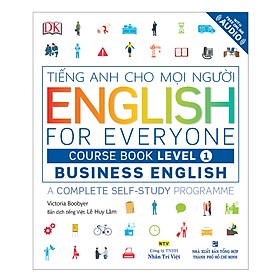 DK
TIẾNG ANH CHO MỌI NGƯỜI
ENGLISH
FOR EVERYONE
COURSE BOOK LEVEL 1
BUSINESS ENGLISH
A COMPLETE SELF-STUDY PROGRAMME
Victoria Boobyer
Bản dịch tiếng Việt: Lê Huy Lâm
NTV
Công ty TNHH
Nhân Trí Việt
NHÀ XUẤT BẢN TỔNG HỢP
THÀNH PHỐ HỒ CHÍ MINH
AUDIO